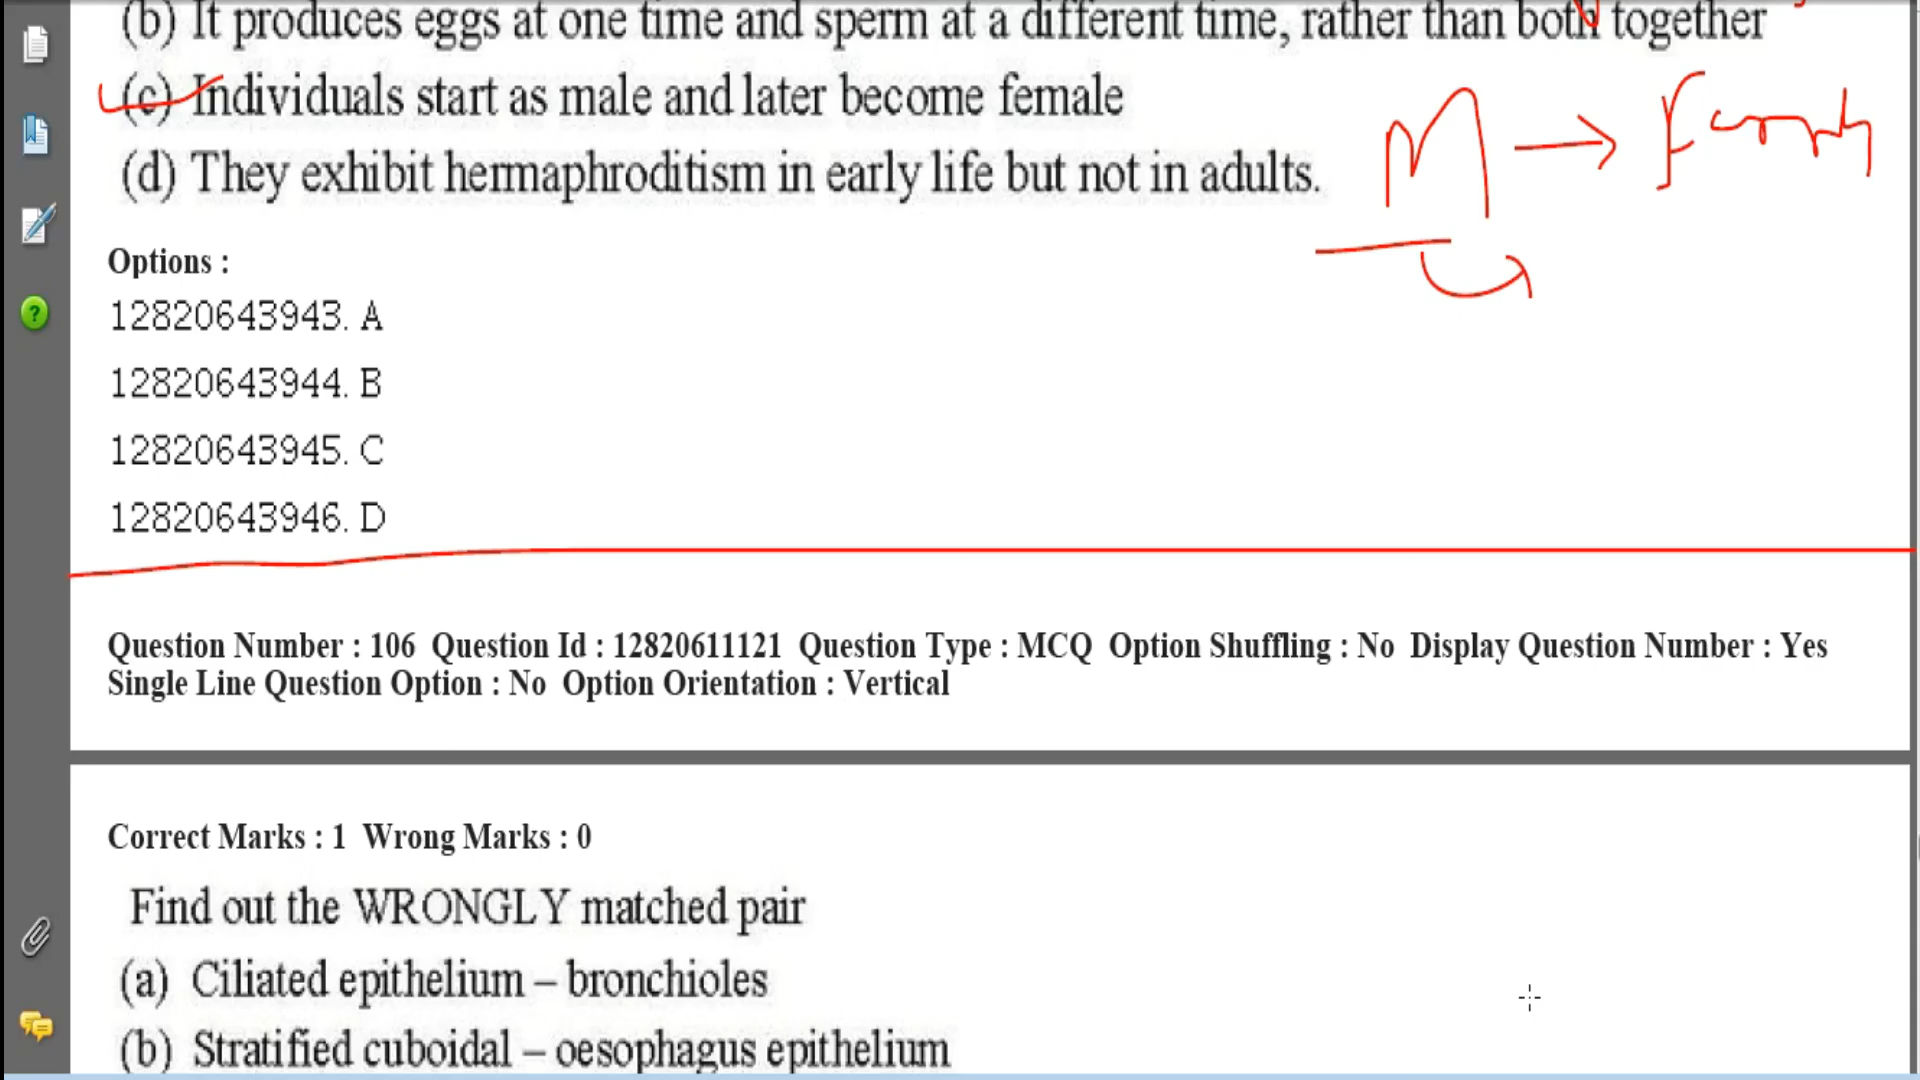 (b) It produces eggs at one time and sperm at a different time, rather than both together
(c) Individuals start as male and later become female
M → Female
(d) They exhibit hermaphroditism in early life but not in adults.
Options :
12820643943. A
12820643944. B
12820643945. C
12820643946. D
Question Number : 106 Question Id : 12820611121 Question Type : MCQ Option Shuffling : No Display Question Number : Yes
Single Line Question Option : No Option Orientation : Vertical
Correct Marks : 1 Wrong Marks : 0
Find out the WRONGLY matched pair
(a) Ciliated epithelium – bronchioles
(b) Stratified cuboidal – oesophagus epithelium